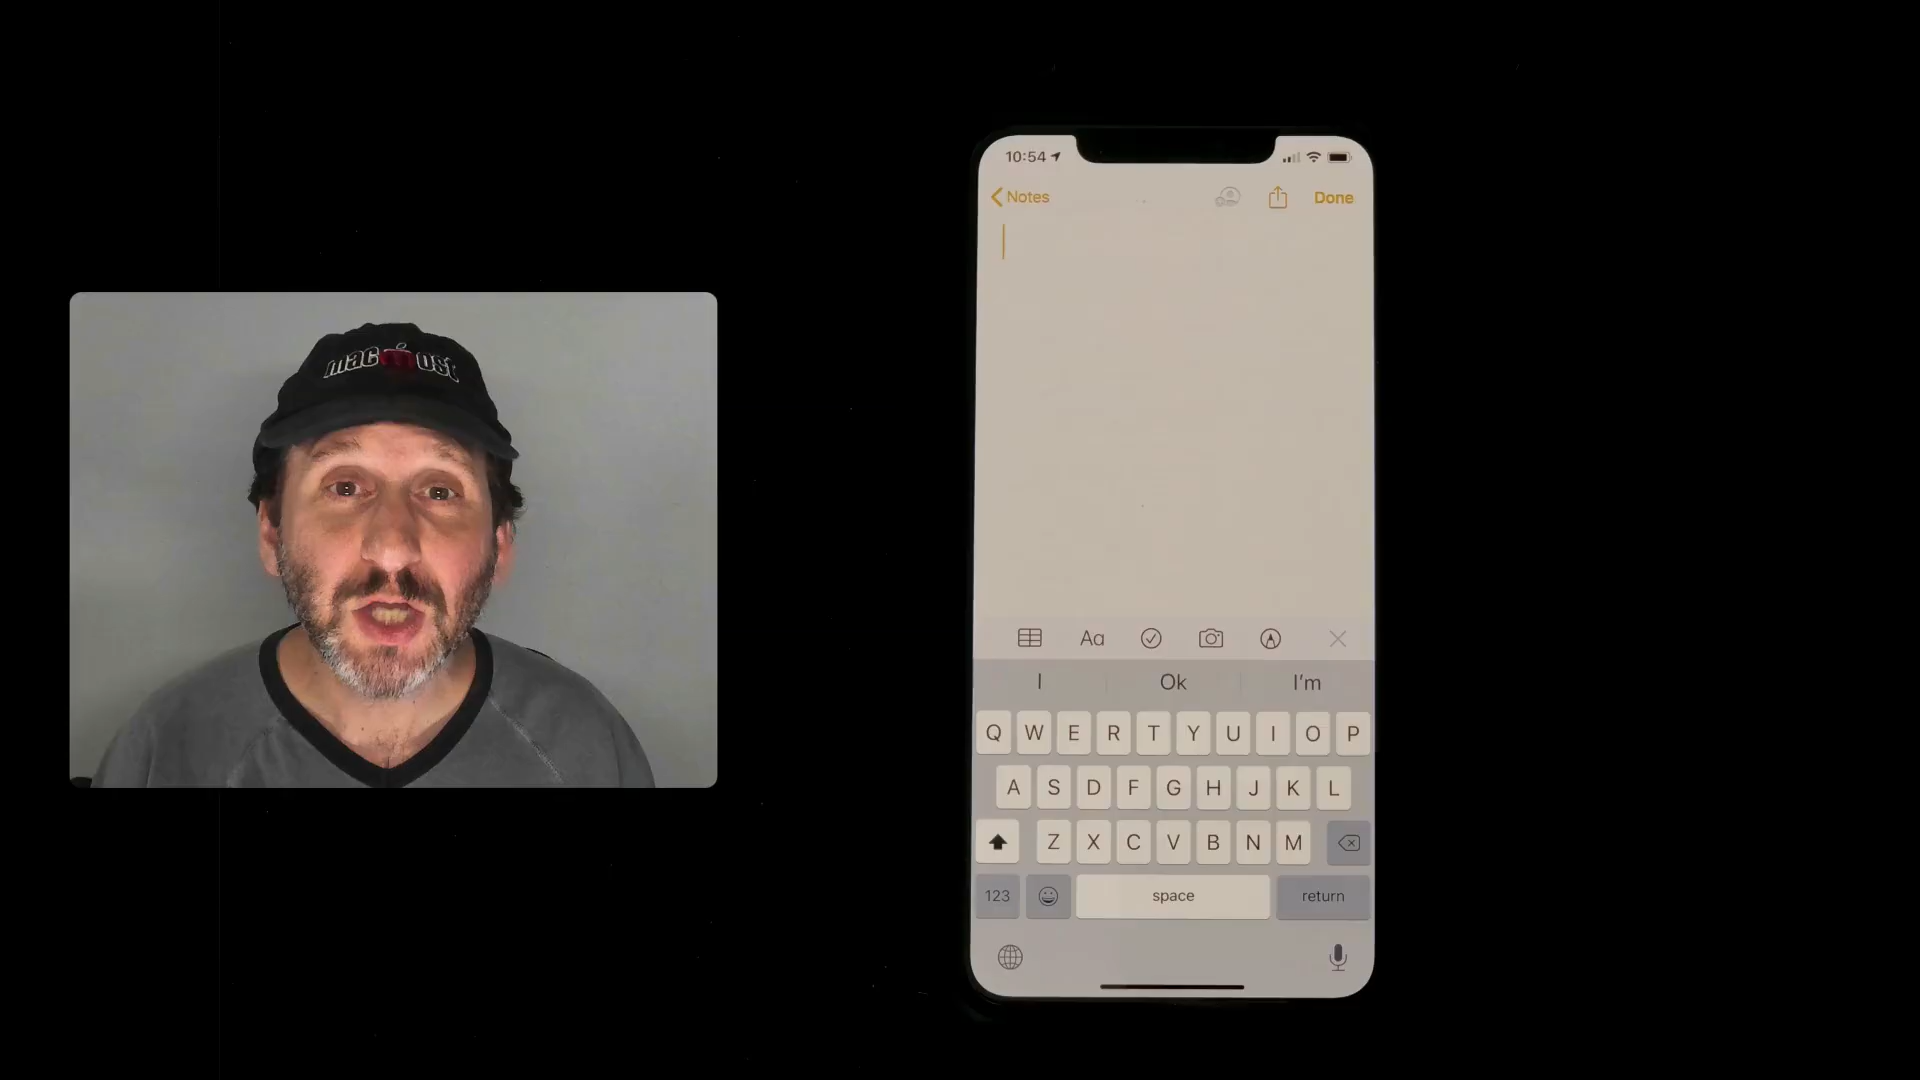 macmost
10:54
Notes
Done
Aa
I
Ok
I'm
Q W E R T Y U I O P
A S D F G H J K L
Z X C V B N M
123
space
return